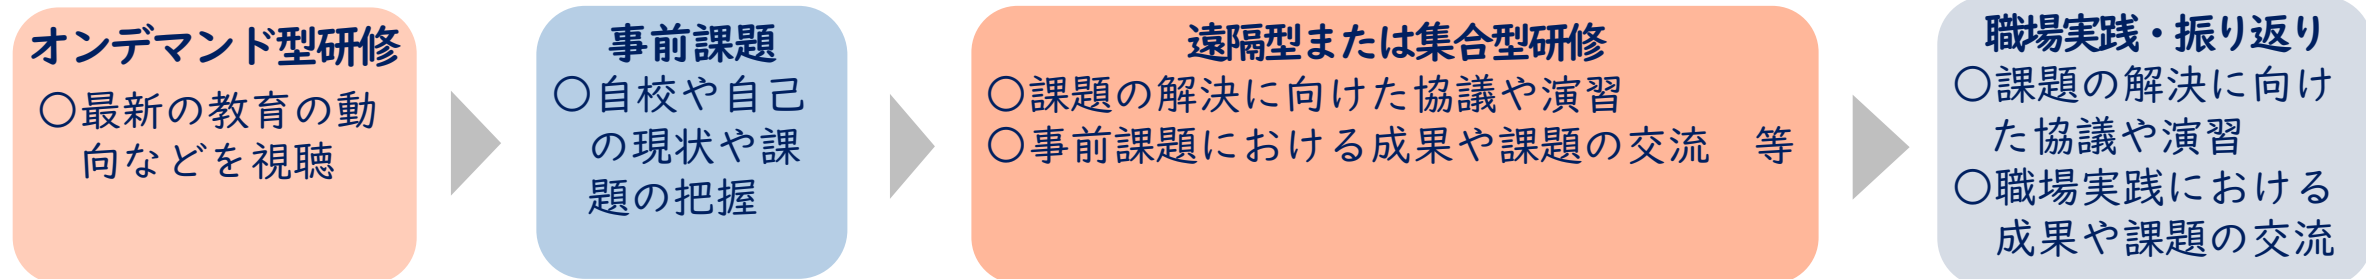 オンデマンド型研修
〇最新の教育の動
向などを視聴
事前課題
〇自校や自己
の現状や課
題の把握
遠隔型または集合型研修
〇課題の解決に向けた協議や演習
〇事前課題における成果や課題の交流　等
職場実践・振り返り
〇課題の解決に向け
た協議や演習
〇職場実践における
成果や課題の交流